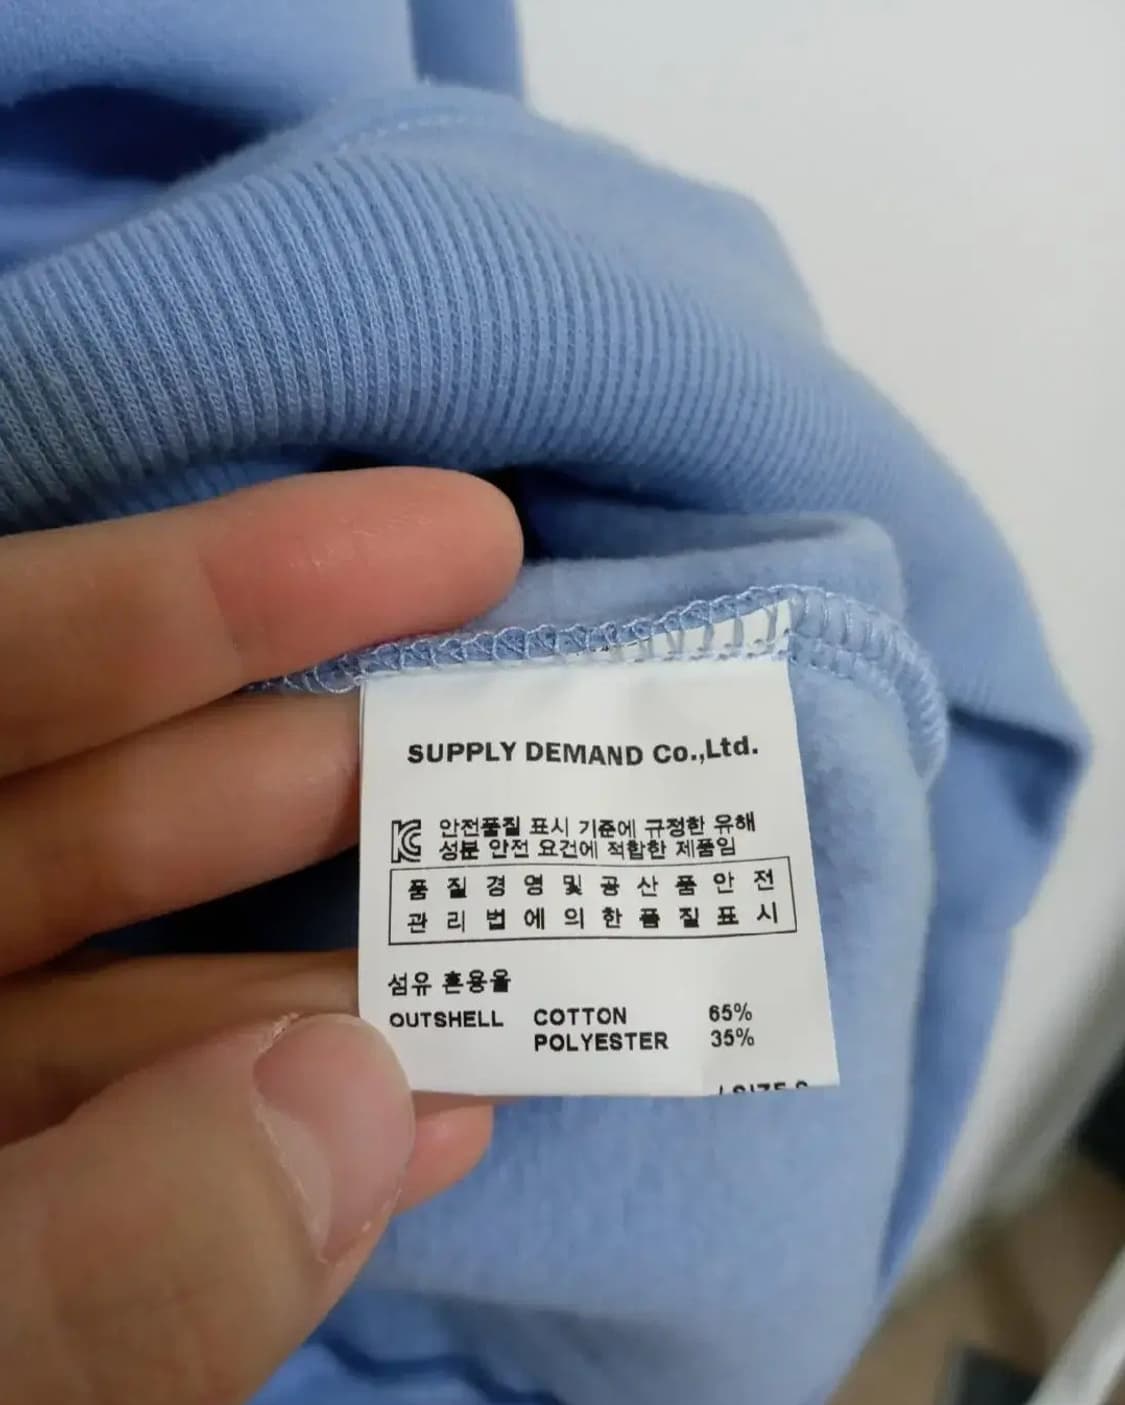 SUPPLY DEMAND Co.,Ltd.
안전품질 표시 기준에 규정한 유해
성분 안전 요건에 적합한 제품임
품 질 경 영 및 공 산 품 안 전
관 리 법 에 의 한 품 질 표 시
섬유 혼용율
OUTSHELL COTTON 65%
POLYESTER 35%